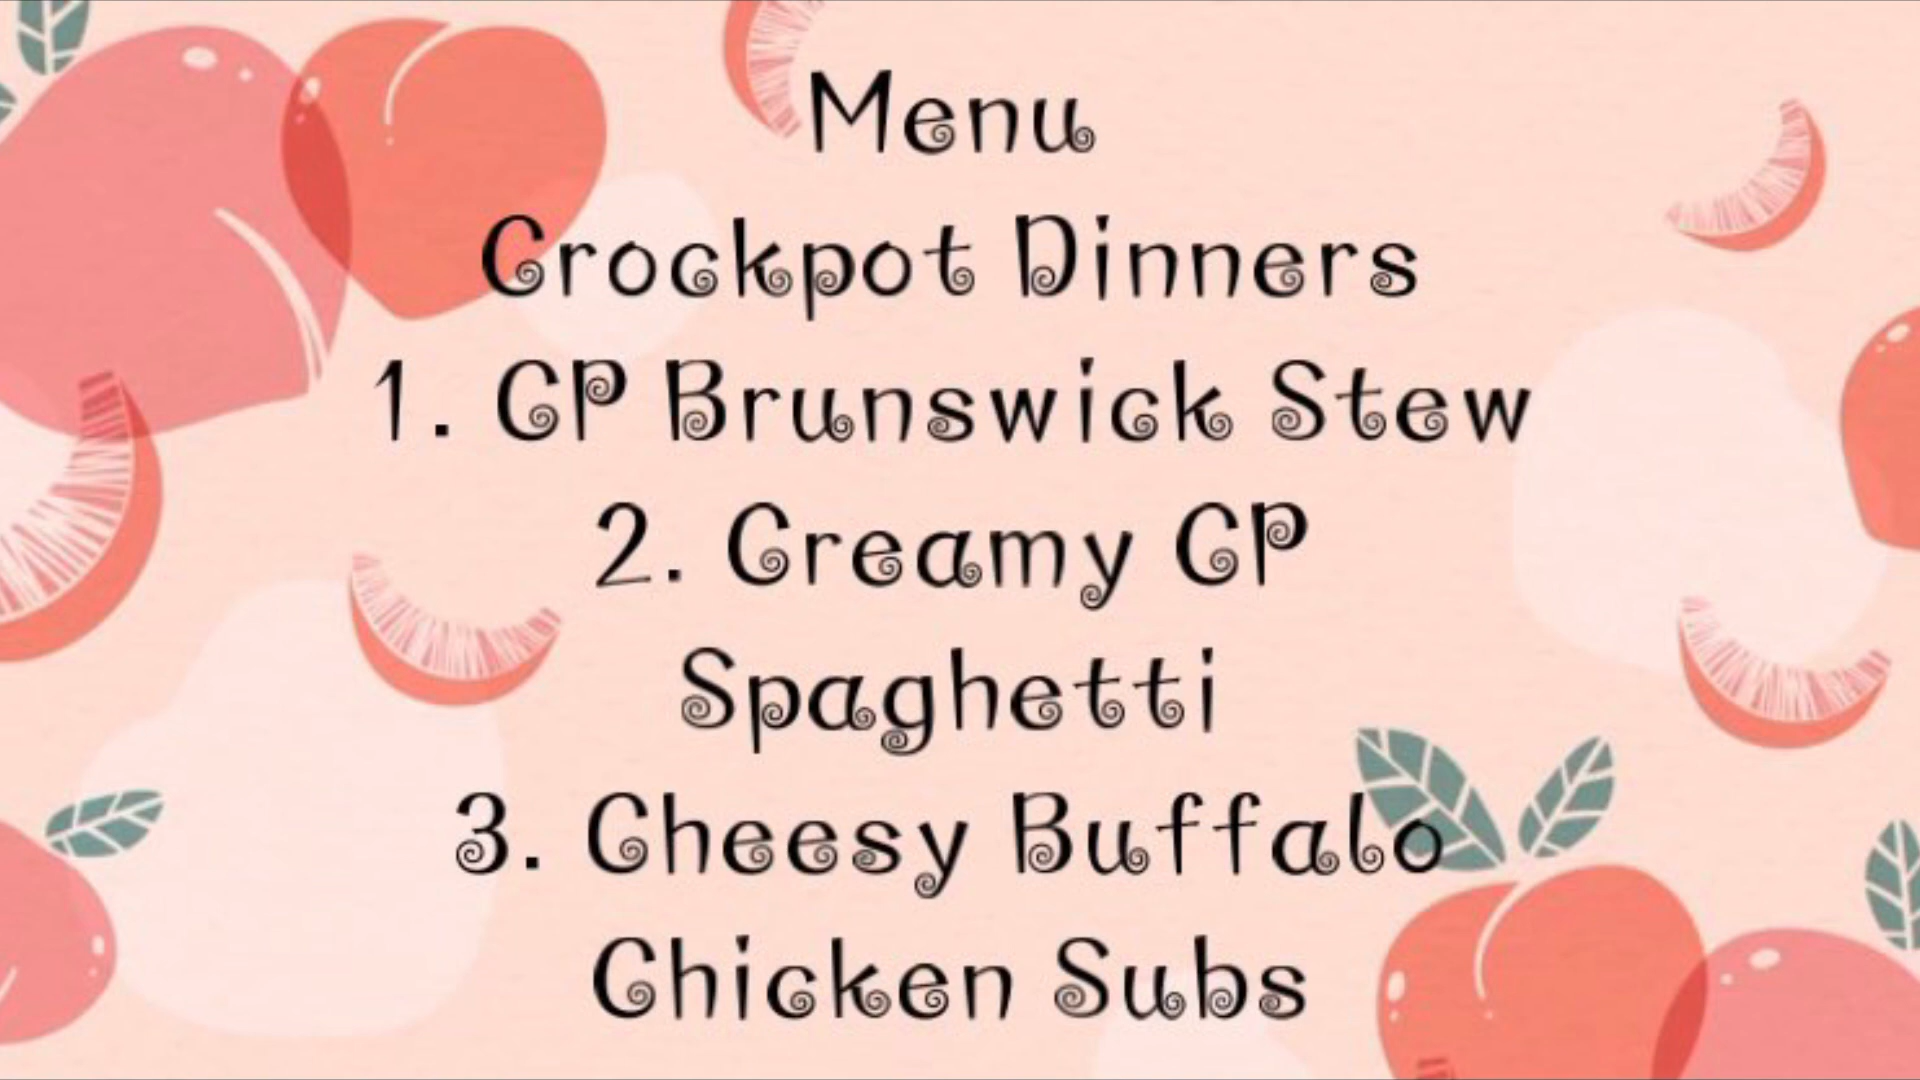 Menu
Crockpot Dinners
1. CP Brunswick Stew
2. Creamy CP
Spaghetti
3. Cheesy Buffalo
Chicken Subs